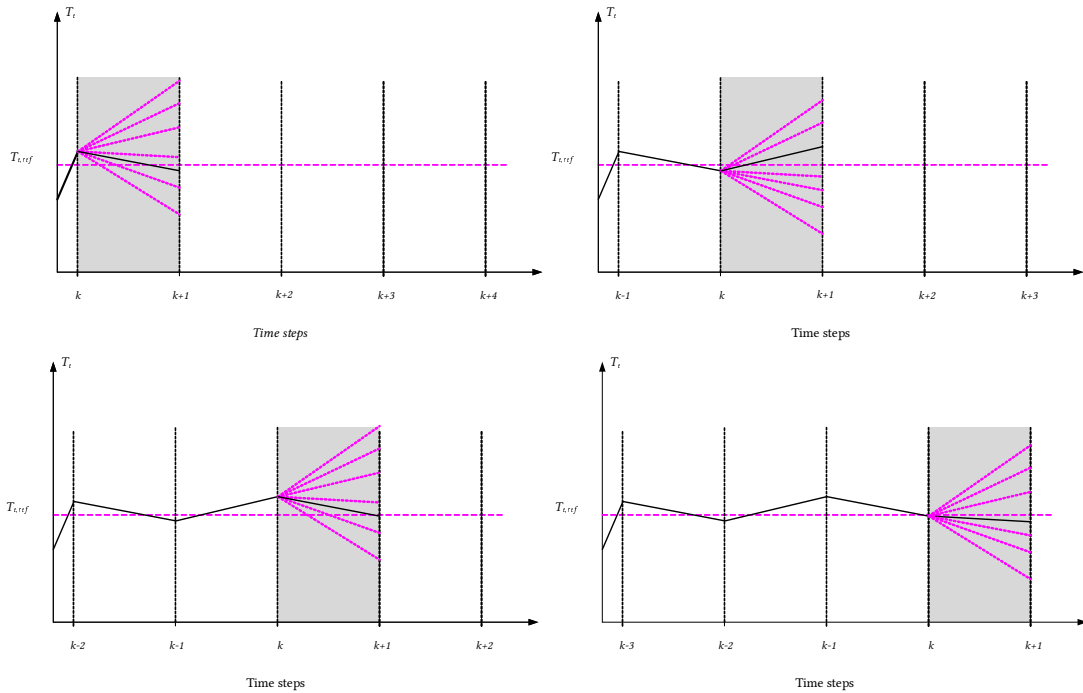 T_t
T_t,ref
k k+1 k+2 k+3 k+4
Time steps
T_t
T_t,ref
k-1 k k+1 k+2 k+3
Time steps
T_t
T_t,ref
k-2 k-1 k k+1 k+2
Time steps
T_t
T_t,ref
k-3 k-2 k-1 k k+1
Time steps